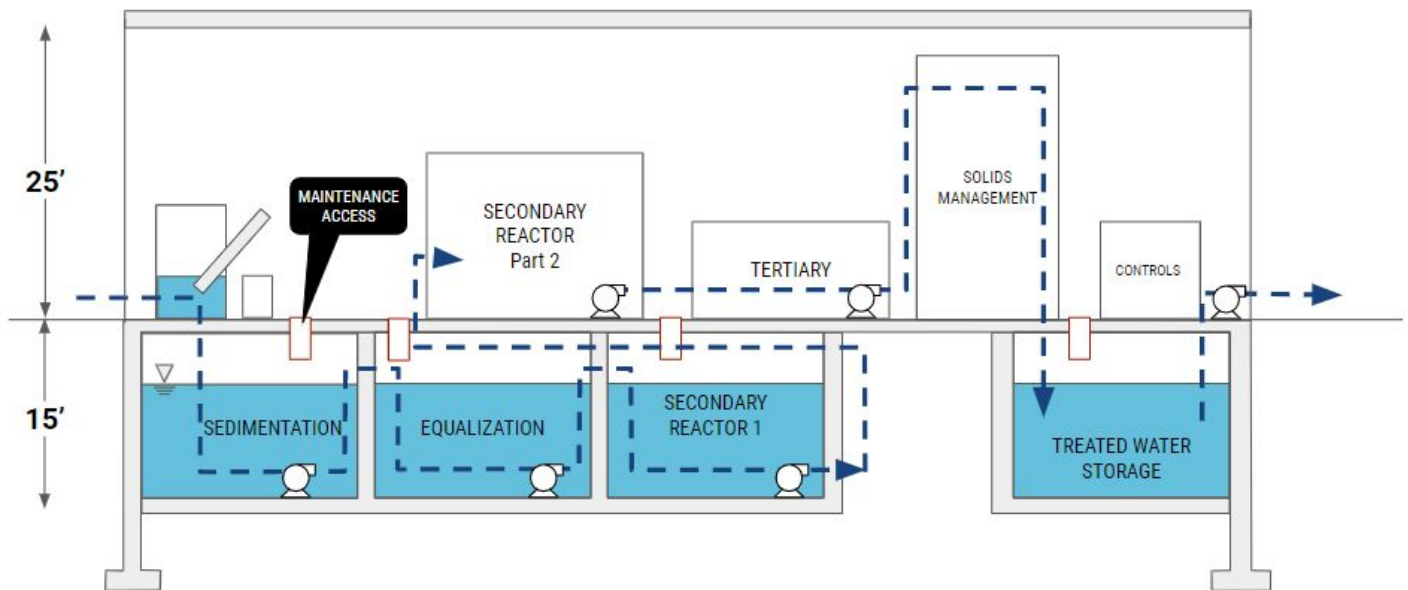 25’
MAINTENANCE
ACCESS
SECONDARY
REACTOR
Part 2
TERTIARY
SOLIDS
MANAGEMENT
CONTROLS
15’
SEDIMENTATION
EQUALIZATION
SECONDARY
REACTOR 1
TREATED WATER
STORAGE